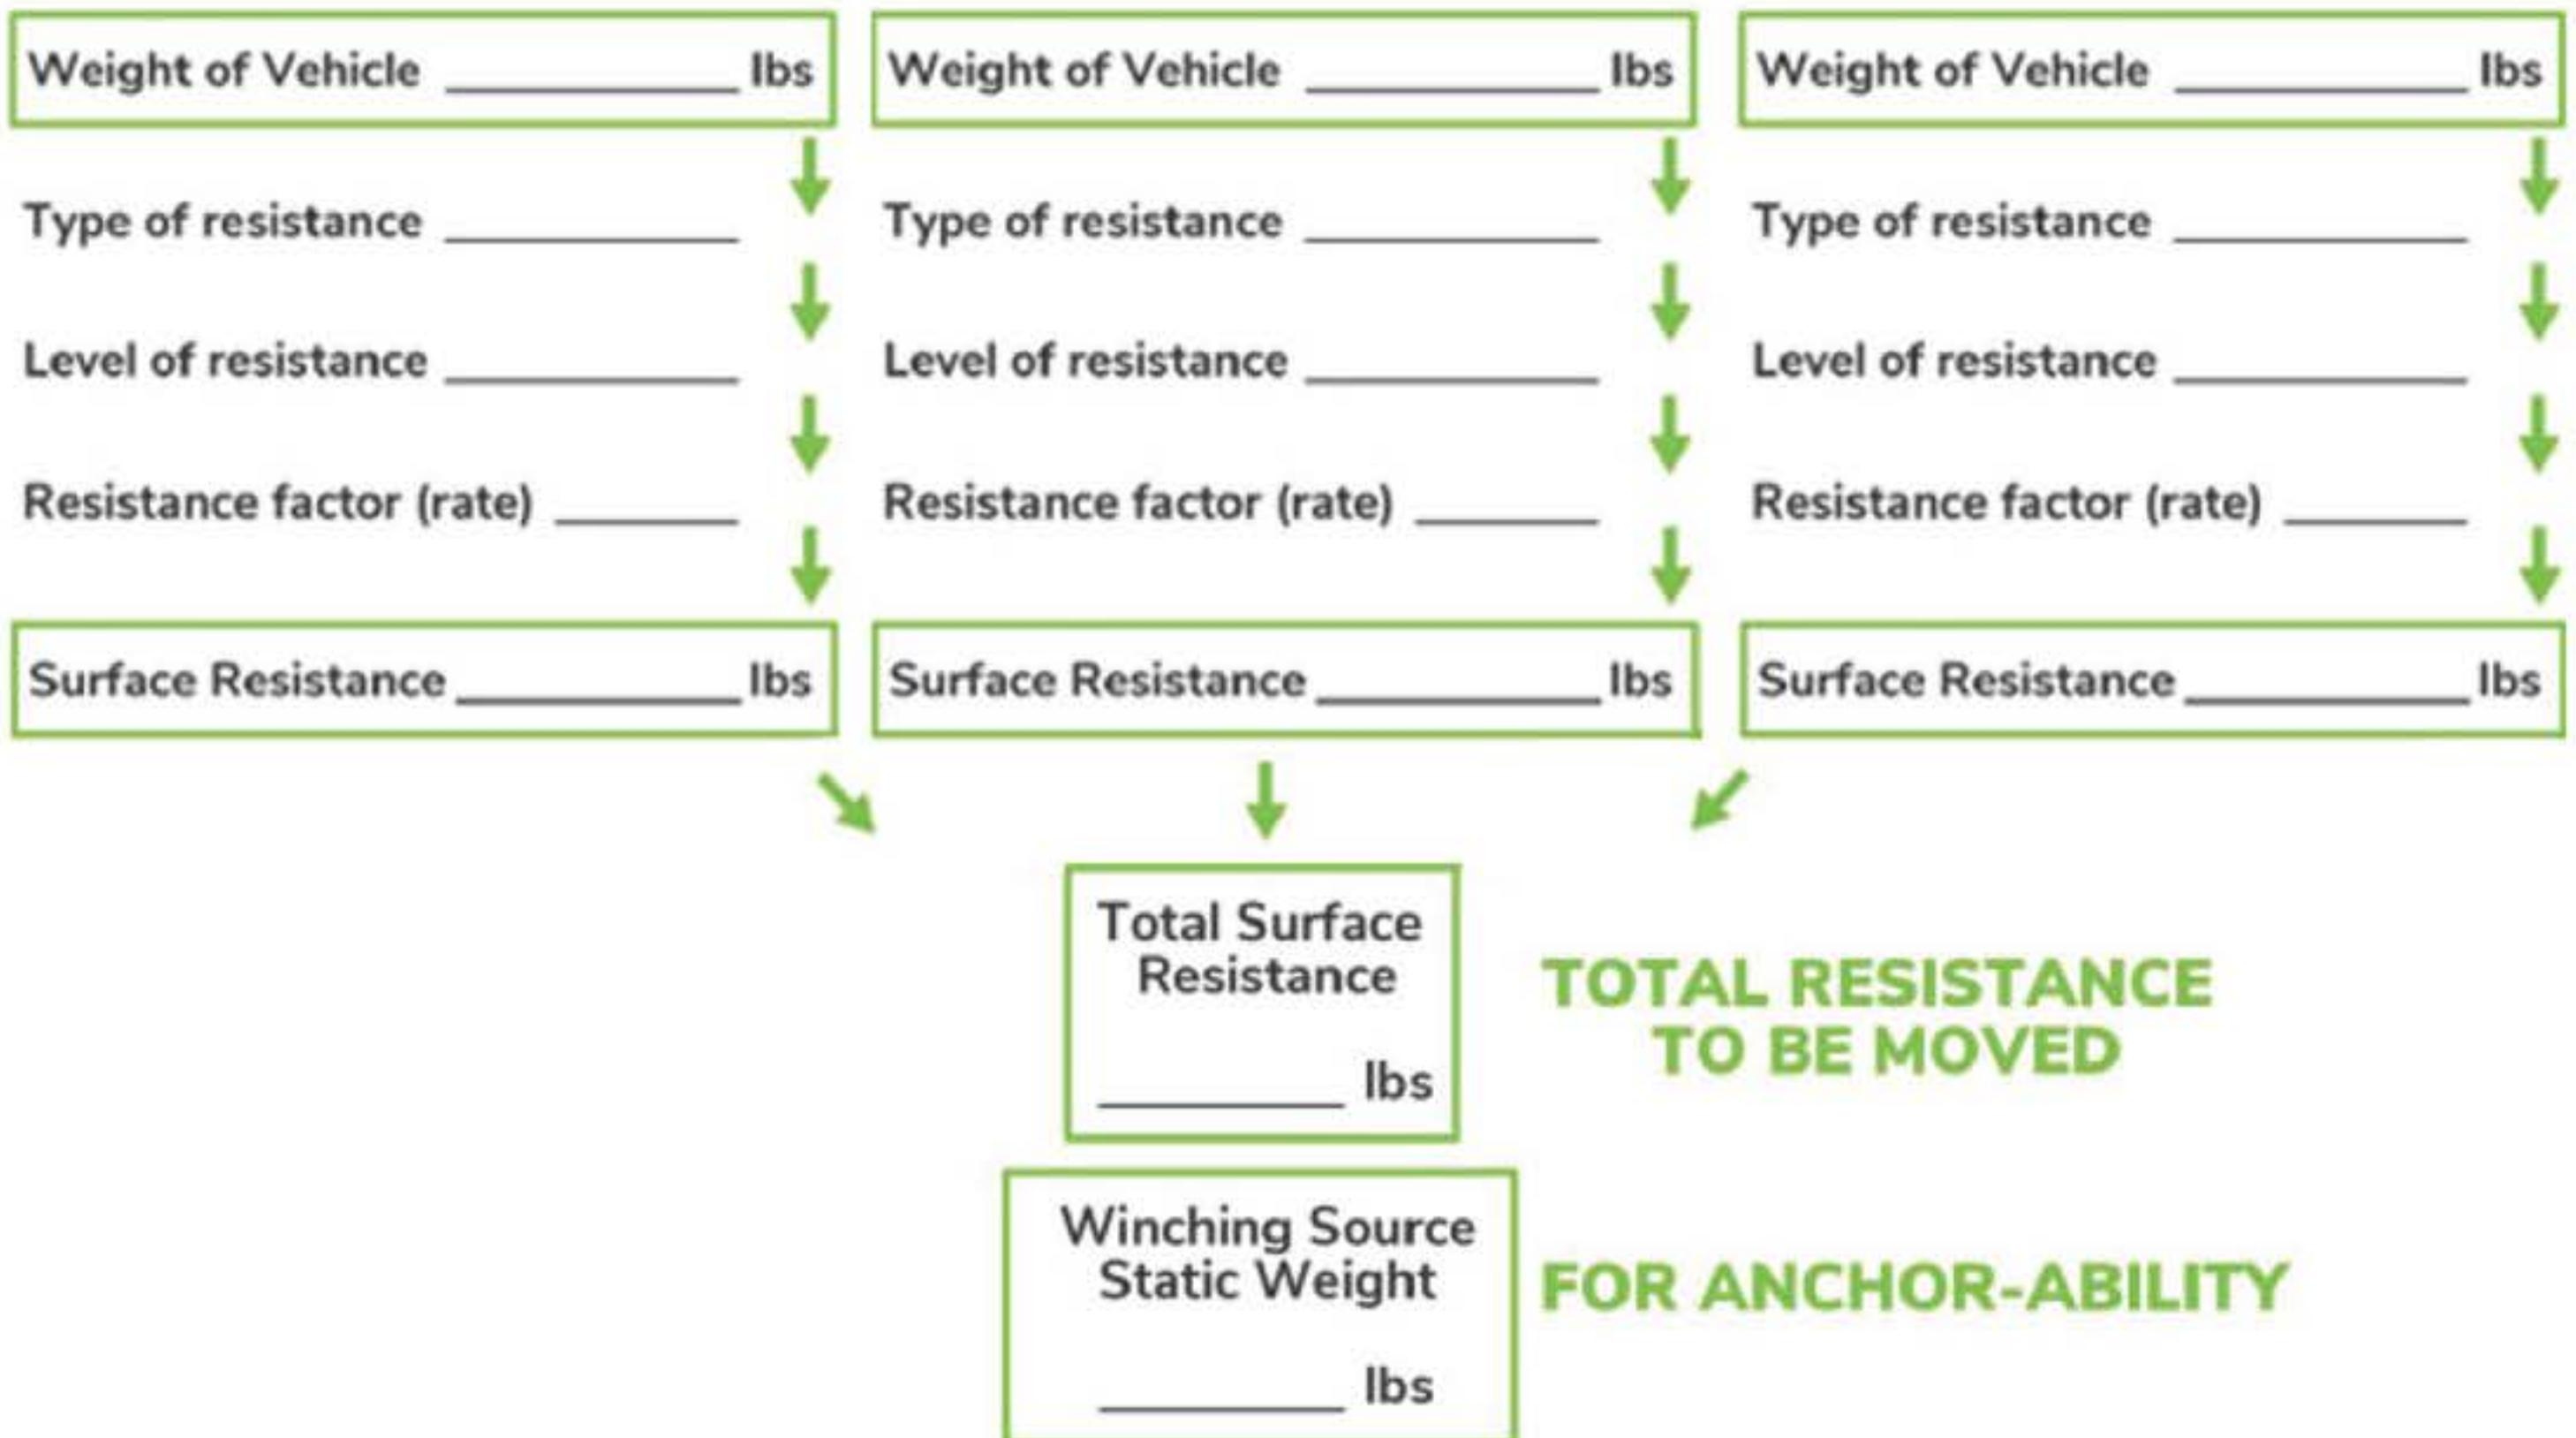 Weight of Vehicle ________ lbs
Weight of Vehicle ________ lbs
Weight of Vehicle ________ lbs
Type of resistance ________
Type of resistance ________
Type of resistance ________
Level of resistance ________
Level of resistance ________
Level of resistance ________
Resistance factor (rate) ________
Resistance factor (rate) ________
Resistance factor (rate) ________
Surface Resistance ________ lbs
Surface Resistance ________ lbs
Surface Resistance ________ lbs
Total Surface
Resistance
________ lbs
TOTAL RESISTANCE
TO BE MOVED
Winching Source
Static Weight
________ lbs
FOR ANCHOR-ABILITY